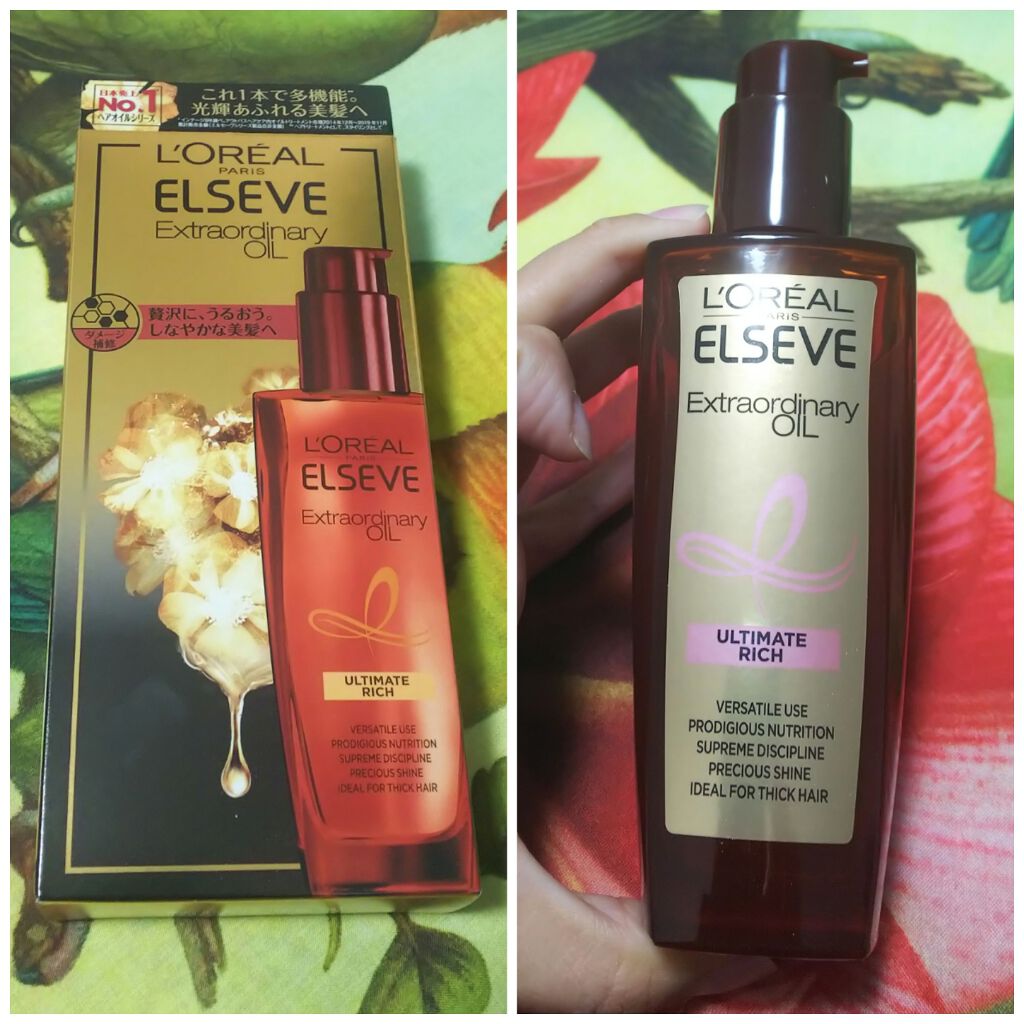 日本売上
No.1
ヘアオイルシリーズ
これ1本で多機能。
光輝あふれる美髪へ
L'ORÉAL
PARIS
ELSEVE
Extraordinary
OIL
ダメージ
補修
贅沢に、うるおう。
しなやかな美髪へ
L'ORÉAL
PARIS
ELSEVE
Extraordinary
OIL
ULTIMATE
RICH
VERSATILE USE
PRODIGIOUS NUTRITION
SUPREME DISCIPLINE
PRECIOUS SHINE
IDEAL FOR THICK HAIR
L'ORÉAL
PARIS
ELSEVE
Extraordinary
OIL
ULTIMATE
RICH
VERSATILE USE
PRODIGIOUS NUTRITION
SUPREME DISCIPLINE
PRECIOUS SHINE
IDEAL FOR THICK HAIR